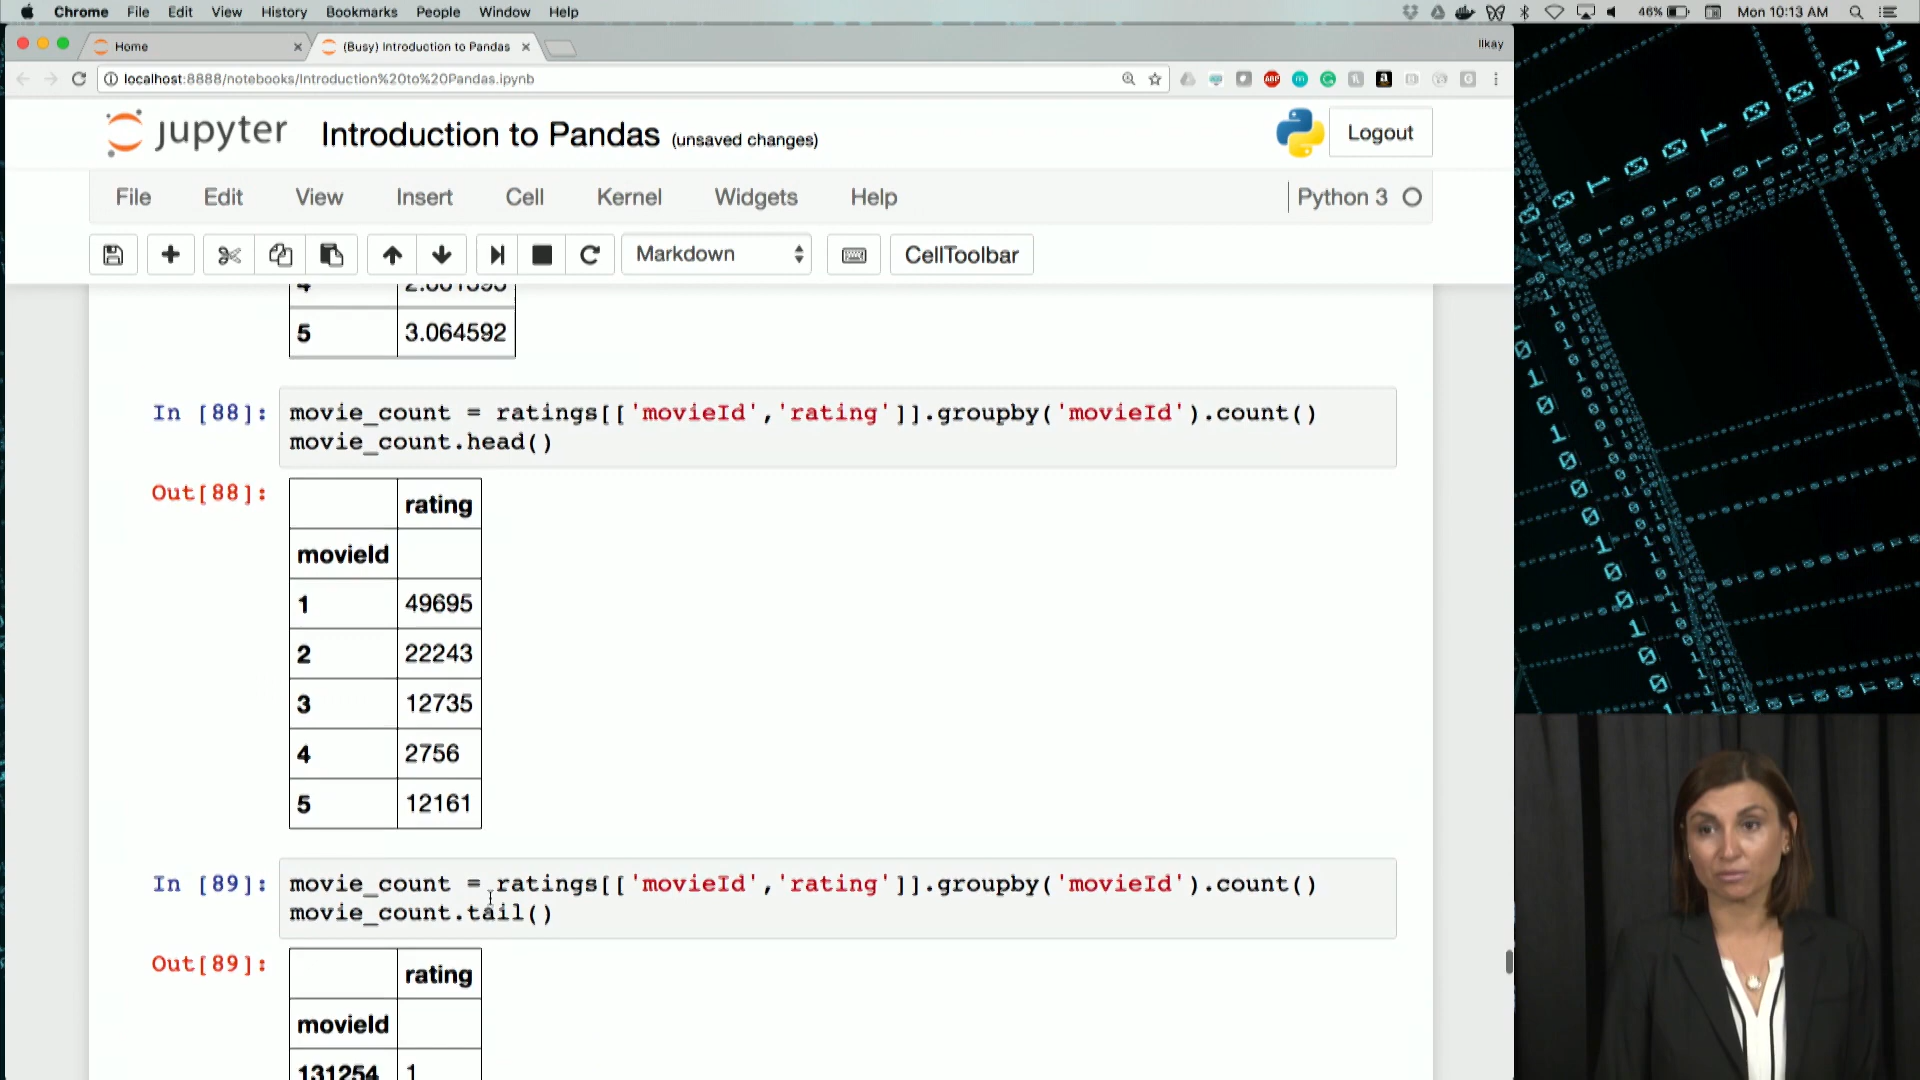 Chrome File Edit View History Bookmarks People Window Help
46% Mon 10:13 AM
Home (Busy) Introduction to Pandas Ilkay
localhost:8888/notebooks/Introduction%20to%20Pandas.ipynb
jupyter Introduction to Pandas (unsaved changes) Logout
File Edit View Insert Cell Kernel Widgets Help Python 3
Markdown CellToolbar
5 3.064592
In [88]: movie_count = ratings[['movieId','rating']].groupby('movieId').count()
movie_count.head()
Out[88]:
rating
movieId
1 49695
2 22243
3 12735
4 2756
5 12161
In [89]: movie_count = ratings[['movieId','rating']].groupby('movieId').count()
movie_count.tail()
Out[89]:
rating
movieId
131254 1